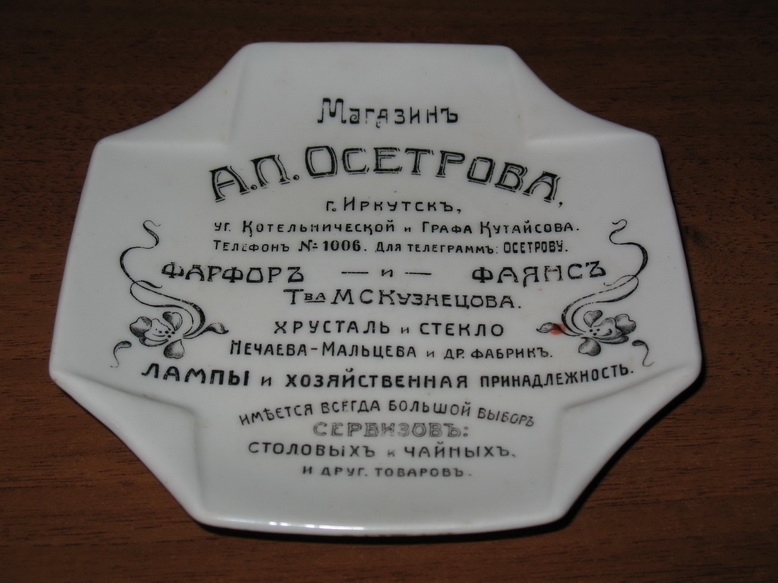 Магазинъ
А.П. ОСЕТРОВА,
г. Иркутскъ,
уг. Котельнической и Графа Кутайсова.
Телефонъ № 1006. Для телеграммъ: ОСЕТРОВУ.
ФАРФОРЪ — и — ФАЯНСЪ
Тва М С Кузнецова.
ХРУСТАЛЬ и СТЕКЛО
Нечаева-Мальцева и др. фабрик.
ЛАМПЫ и ХОЗЯЙСТВЕННАЯ ПРИНАДЛЕЖНОСТЬ.
ИМѢЕТСЯ ВСЕГДА БОЛЬШОЙ ВЫБОРЪ
СЕРВИЗОВЪ:
СТОЛОВЫХЪ и ЧАЙНЫХЪ.
И ДРУГ. ТОВАРОВЪ.